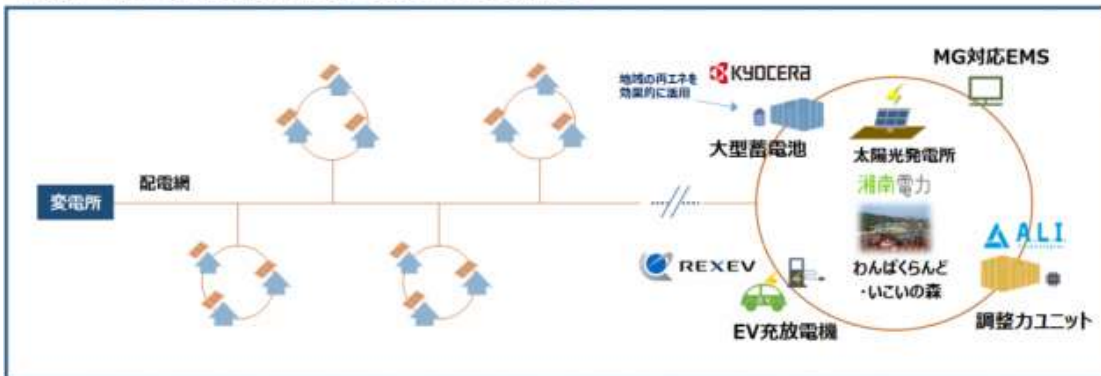 地域の再エネを
効果的に活用
KYOCERA
MG対応EMS
大型蓄電池
太陽光発電所
湘南電力
配電網
変電所
REXEV
わんぱくらんど
・いこいの森
ALI
EV充放電機
調整力ユニット